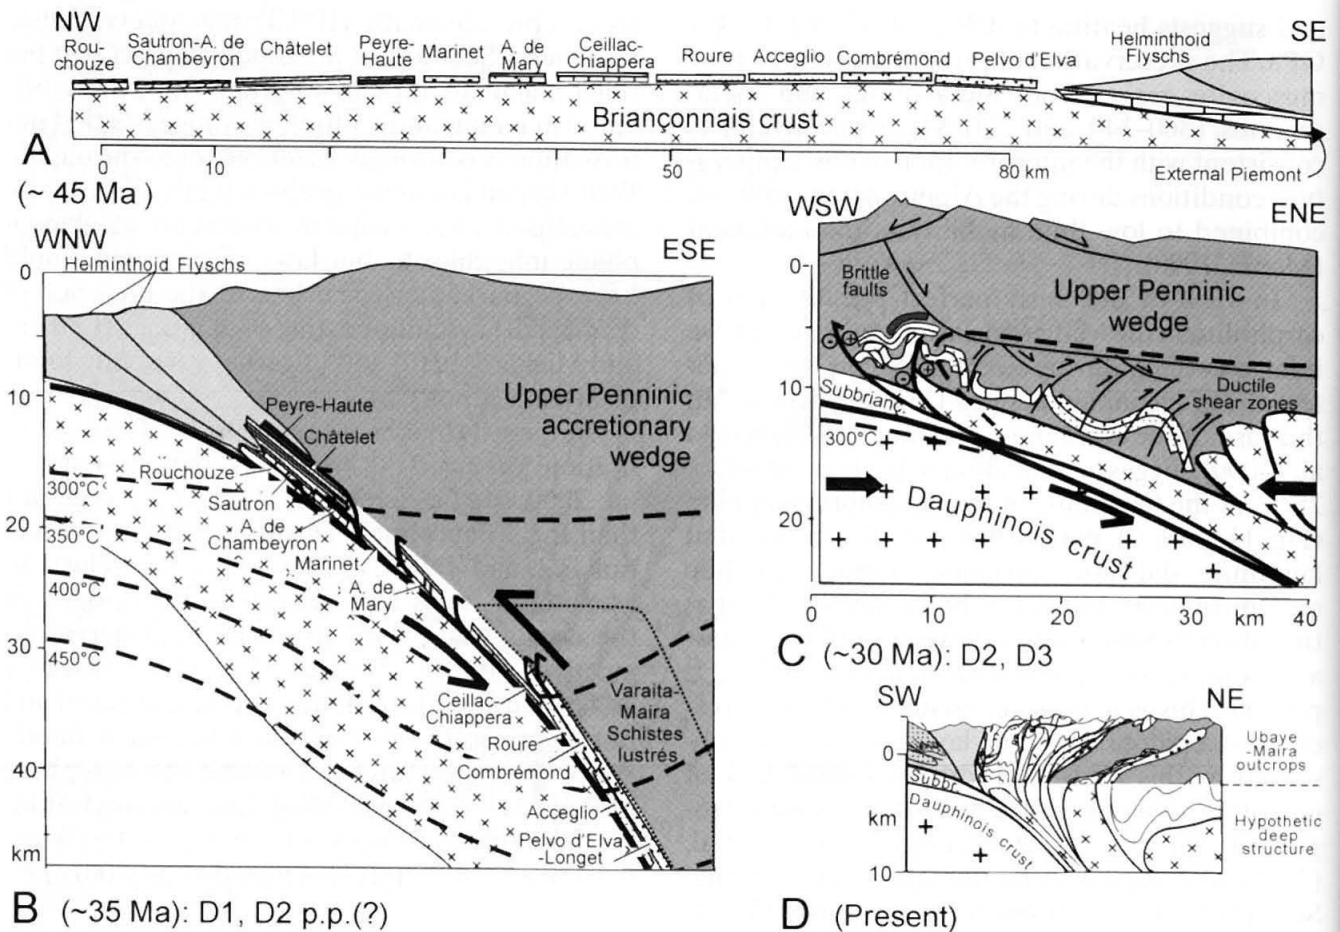 suggests heating
NW
SE
Rou-
chouze
Sautron-A. de
Chambeyron
Châtelet
Peyre-
Haute
Marinet
A. de
Mary
Ceillac-
Chiappera
Roure
Acceglio
Combrémond
Pelvo d'Elva
Helminthoid
Flyschs
Briançonnais crust
A
(~ 45 Ma )
0
10
50
80 km
External Piemont
WNW
ESE
Helminthoid Flyschs
0
10
20
30
40
km
Peyre-Haute
Châtelet
Rouchouze
Sautron
A. de
Chambeyron
Marinet
A. de
Mary
Upper Penninic
accretionary
wedge
300°C
350°C
400°C
450°C
Ceillac-
Chiappera
Roure
Combrémond
Acceglio
Pelvo d'Elva
-Longet
Varaita-
Maira
Schistes
lustrés
B (~35 Ma): D1, D2 p.p.(?)
WSW
ENE
0
10
20
Brittle
faults
Upper Penninic
wedge
Ductile
shear zones
Subbrianç.
300°C
Dauphinois crust
0
10
20
30
km
40
C (~30 Ma): D2, D3
SW
NE
0
km
10
Subbr.
Dauphinois crust
Ubaye
-Maira
outcrops
Hypothetic
deep
structure
D (Present)